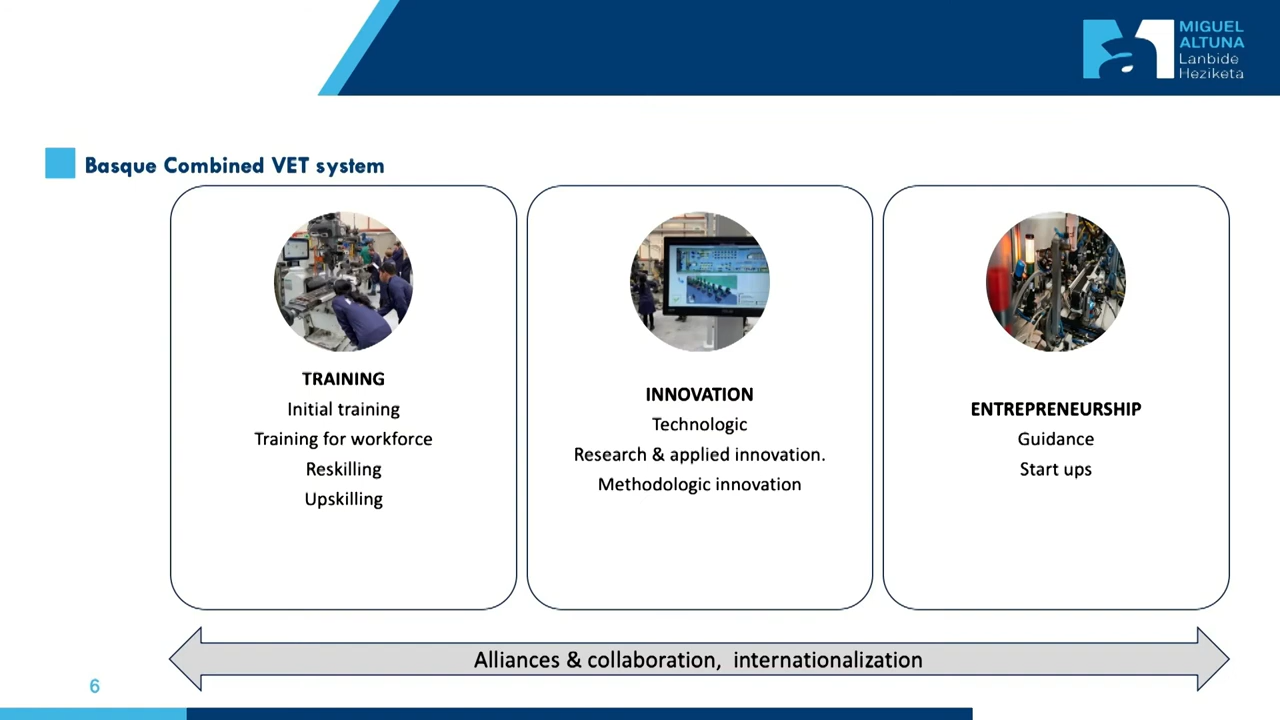 MIGUEL
ALTUNA
Lanbide
Heziketa
Basque Combined VET system
TRAINING
Initial training
Training for workforce
Reskilling
Upskilling
INNOVATION
Technologic
Research & applied innovation.
Methodologic innovation
ENTREPRENEURSHIP
Guidance
Start ups
Alliances & collaboration, internationalization
6